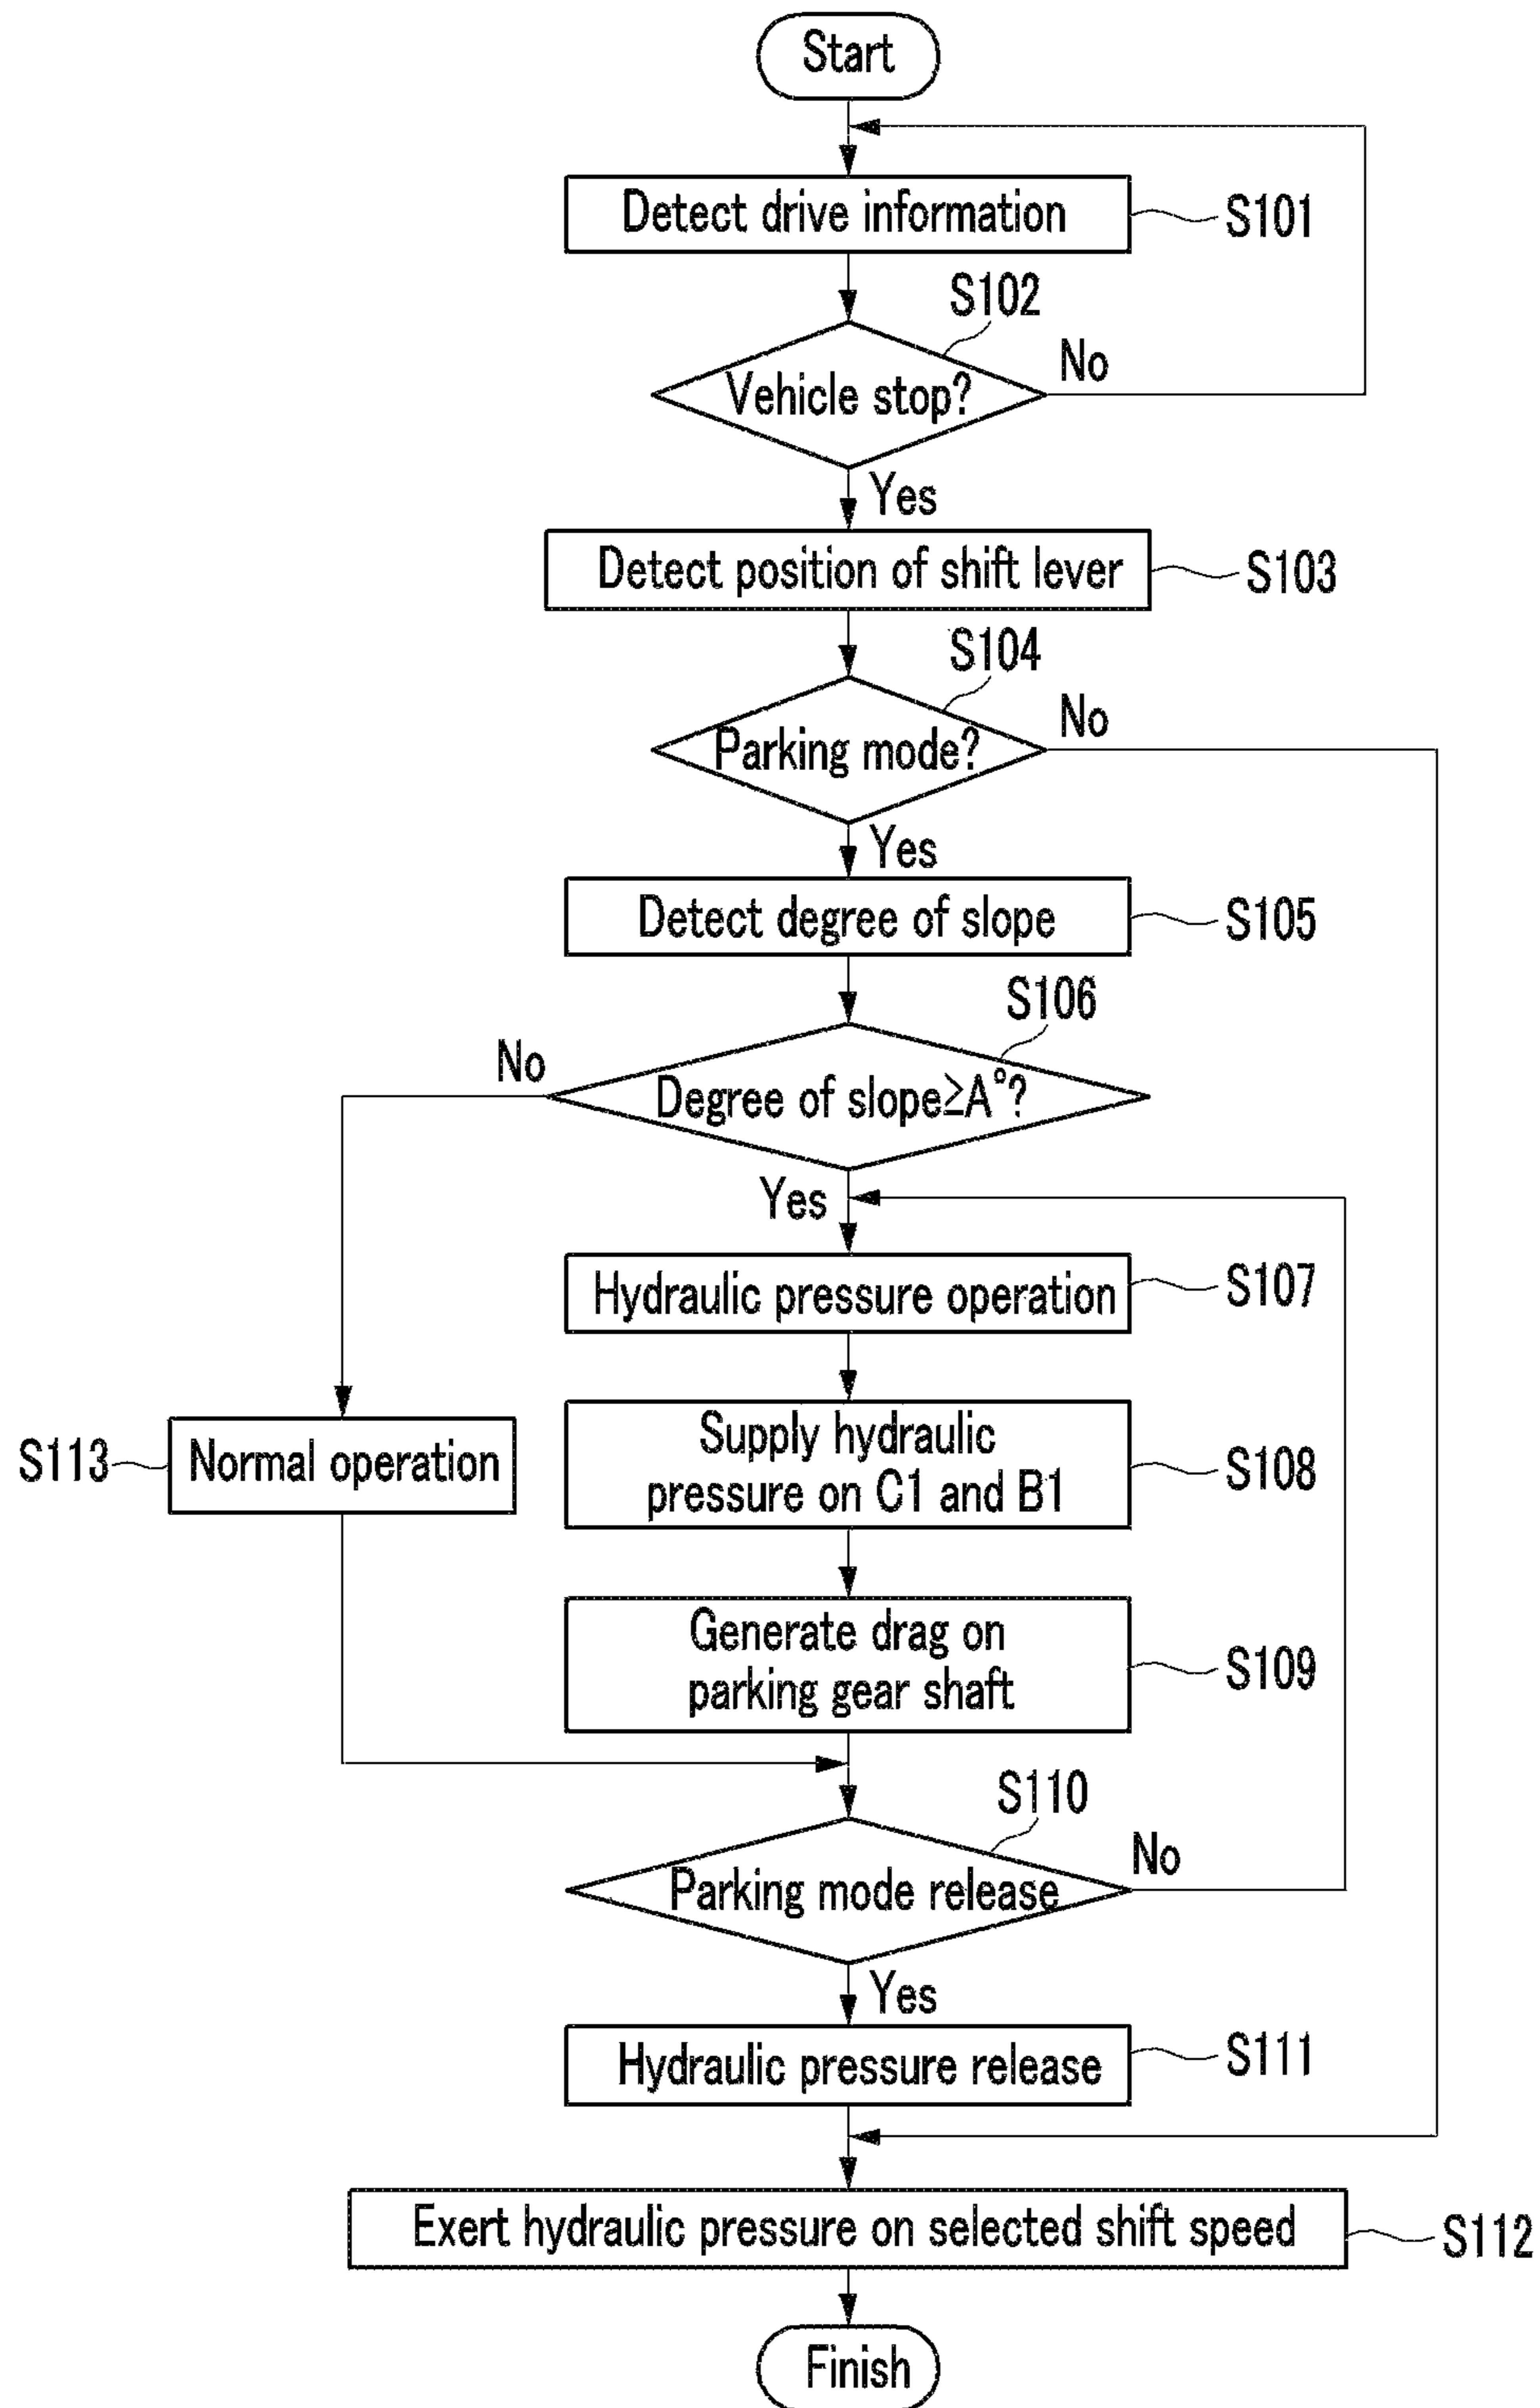 Start
Detect drive information
S101
S102
Vehicle stop?
No
Yes
Detect position of shift lever
S103
S104
Parking mode?
No
Yes
Detect degree of slope
S105
S106
No
Degree of slope≥A°?
Yes
Hydraulic pressure operation
S107
Supply hydraulic
pressure on C1 and B1
S108
S113
Normal operation
Generate drag on
parking gear shaft
S109
S110
Parking mode release
No
Yes
Hydraulic pressure release
S111
Exert hydraulic pressure on selected shift speed
S112
Finish